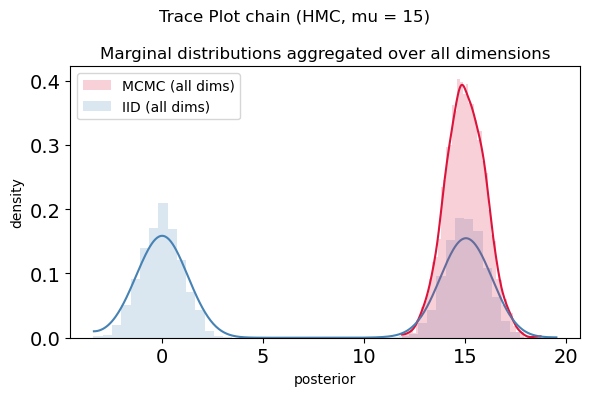 Trace Plot chain (HMC, mu = 15)
Marginal distributions aggregated over all dimensions
MCMC (all dims)
IID (all dims)
density
0.4
0.3
0.2
0.1
0.0
0
5
10
15
20
posterior